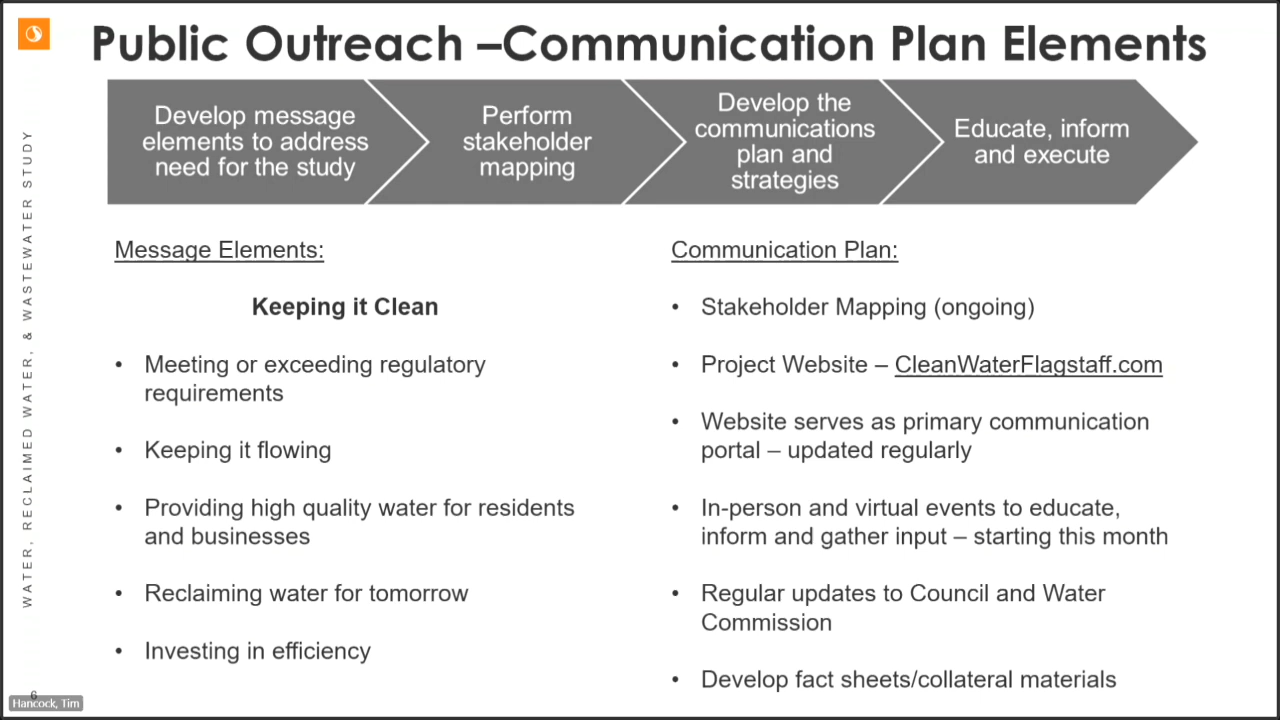 Public Outreach –Communication Plan Elements
Develop message
elements to address
need for the study
Perform
stakeholder
mapping
Develop the
communications
plan and
strategies
Educate, inform
and execute
WATER, RECLAIMED WATER, & WASTEWATER STUDY
Message Elements:
Keeping it Clean
• Meeting or exceeding regulatory
requirements
• Keeping it flowing
• Providing high quality water for residents
and businesses
• Reclaiming water for tomorrow
• Investing in efficiency
Communication Plan:
• Stakeholder Mapping (ongoing)
• Project Website – CleanWaterFlagstaff.com
• Website serves as primary communication
portal – updated regularly
• In-person and virtual events to educate,
inform and gather input – starting this month
• Regular updates to Council and Water
Commission
• Develop fact sheets/collateral materials
6
Hancock, Tim